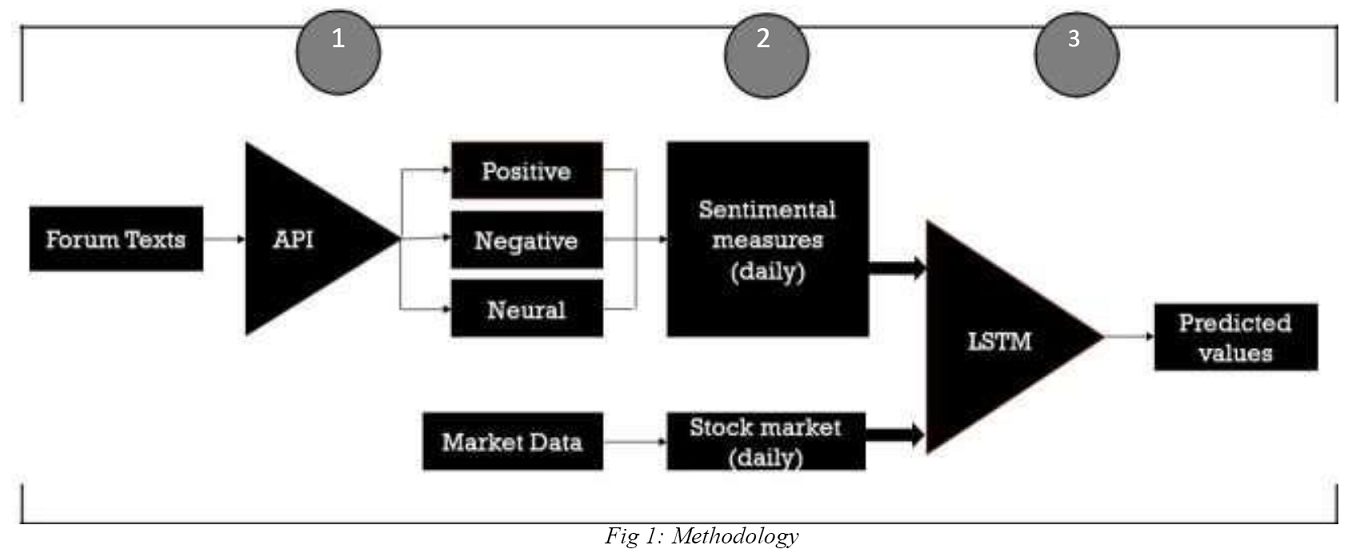 1
2
3
Forum Texts
API
Positive
Negative
Neural
Sentimental
measures
(daily)
Market Data
Stock market
(daily)
LSTM
Predicted
values
Fig 1: Methodology